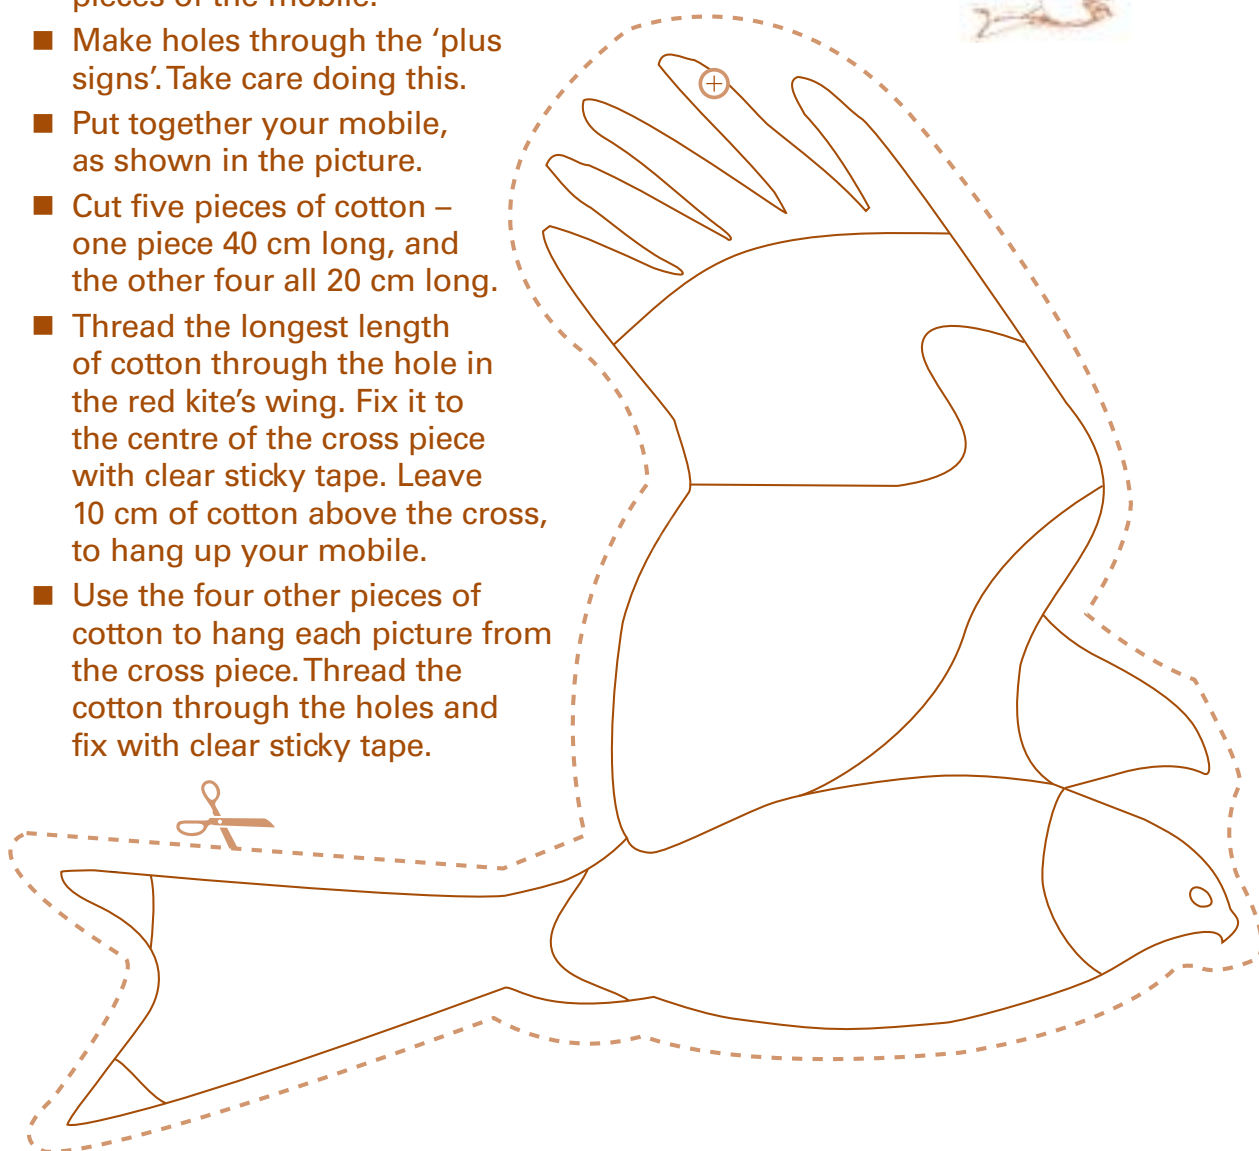 pieces of the mobile.
■ Make holes through the ‘plus
signs’. Take care doing this.
■ Put together your mobile,
as shown in the picture.
■ Cut five pieces of cotton –
one piece 40 cm long, and
the other four all 20 cm long.
■ Thread the longest length
of cotton through the hole in
the red kite’s wing. Fix it to
the centre of the cross piece
with clear sticky tape. Leave
10 cm of cotton above the cross,
to hang up your mobile.
■ Use the four other pieces of
cotton to hang each picture from
the cross piece. Thread the
cotton through the holes and
fix with clear sticky tape.